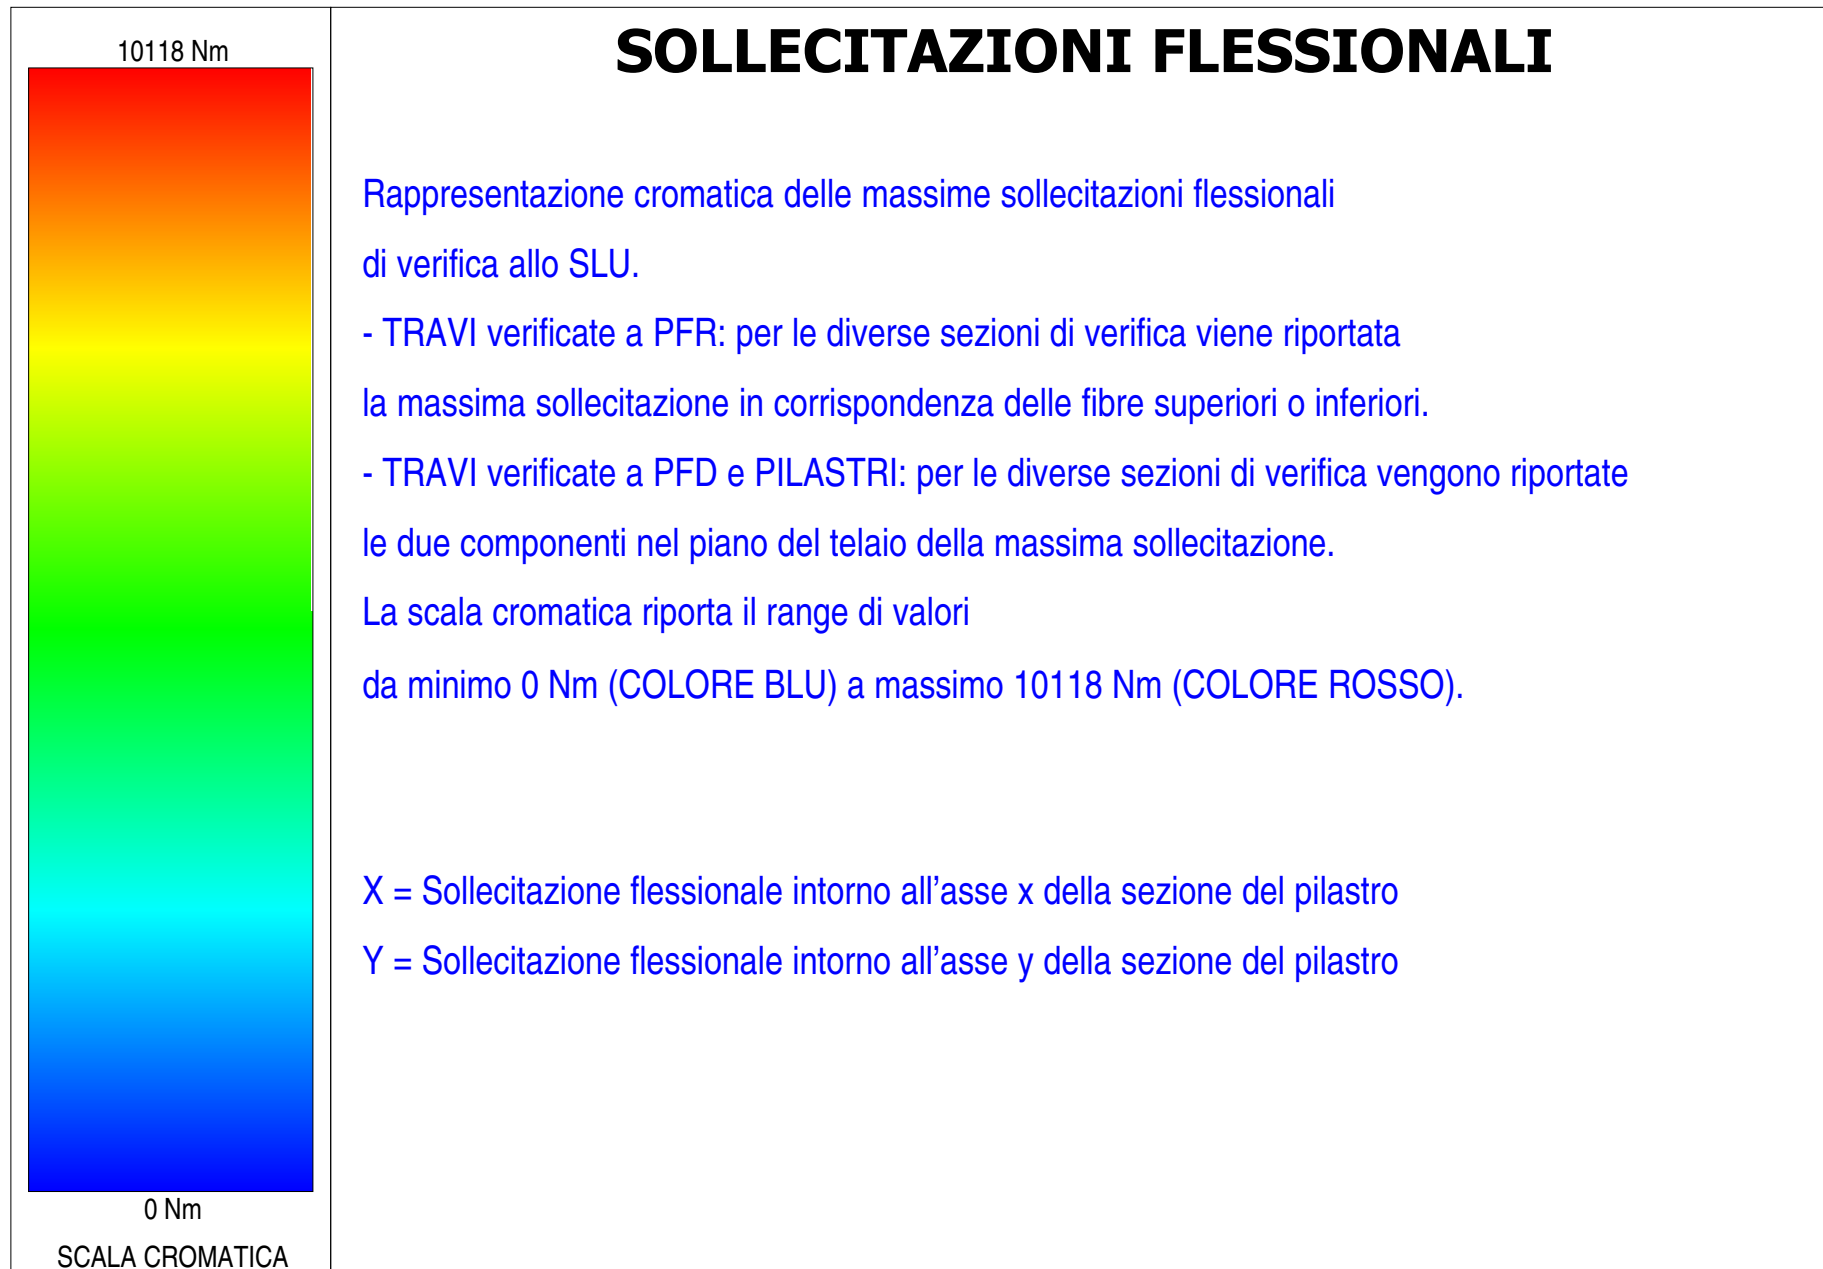 10118 Nm
0 Nm
SCALA CROMATICA
SOLLECITAZIONI FLESSIONALI
Rappresentazione cromatica delle massime sollecitazioni flessionali
di verifica allo SLU.
- TRAVI verificate a PFR: per le diverse sezioni di verifica viene riportata
la massima sollecitazione in corrispondenza delle fibre superiori o inferiori.
- TRAVI verificate a PFD e PILASTRI: per le diverse sezioni di verifica vengono riportate
le due componenti nel piano del telaio della massima sollecitazione.
La scala cromatica riporta il range di valori
da minimo 0 Nm (COLORE BLU) a massimo 10118 Nm (COLORE ROSSO).
X = Sollecitazione flessionale intorno all'asse x della sezione del pilastro
Y = Sollecitazione flessionale intorno all'asse y della sezione del pilastro